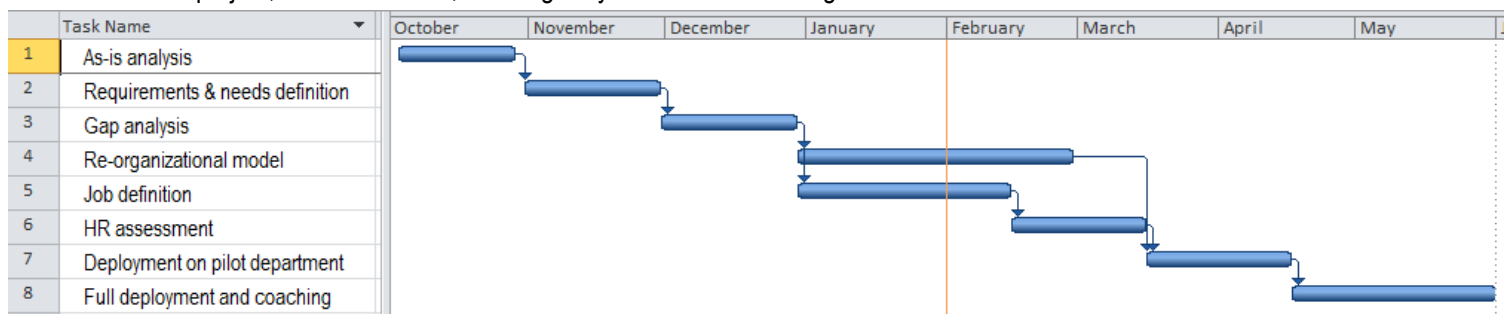 Task Name October November December January February March April May
1 As-is analysis
2 Requirements & needs definition
3 Gap analysis
4 Re-organizational model
5 Job definition
6 HR assessment
7 Deployment on pilot department
8 Full deployment and coaching